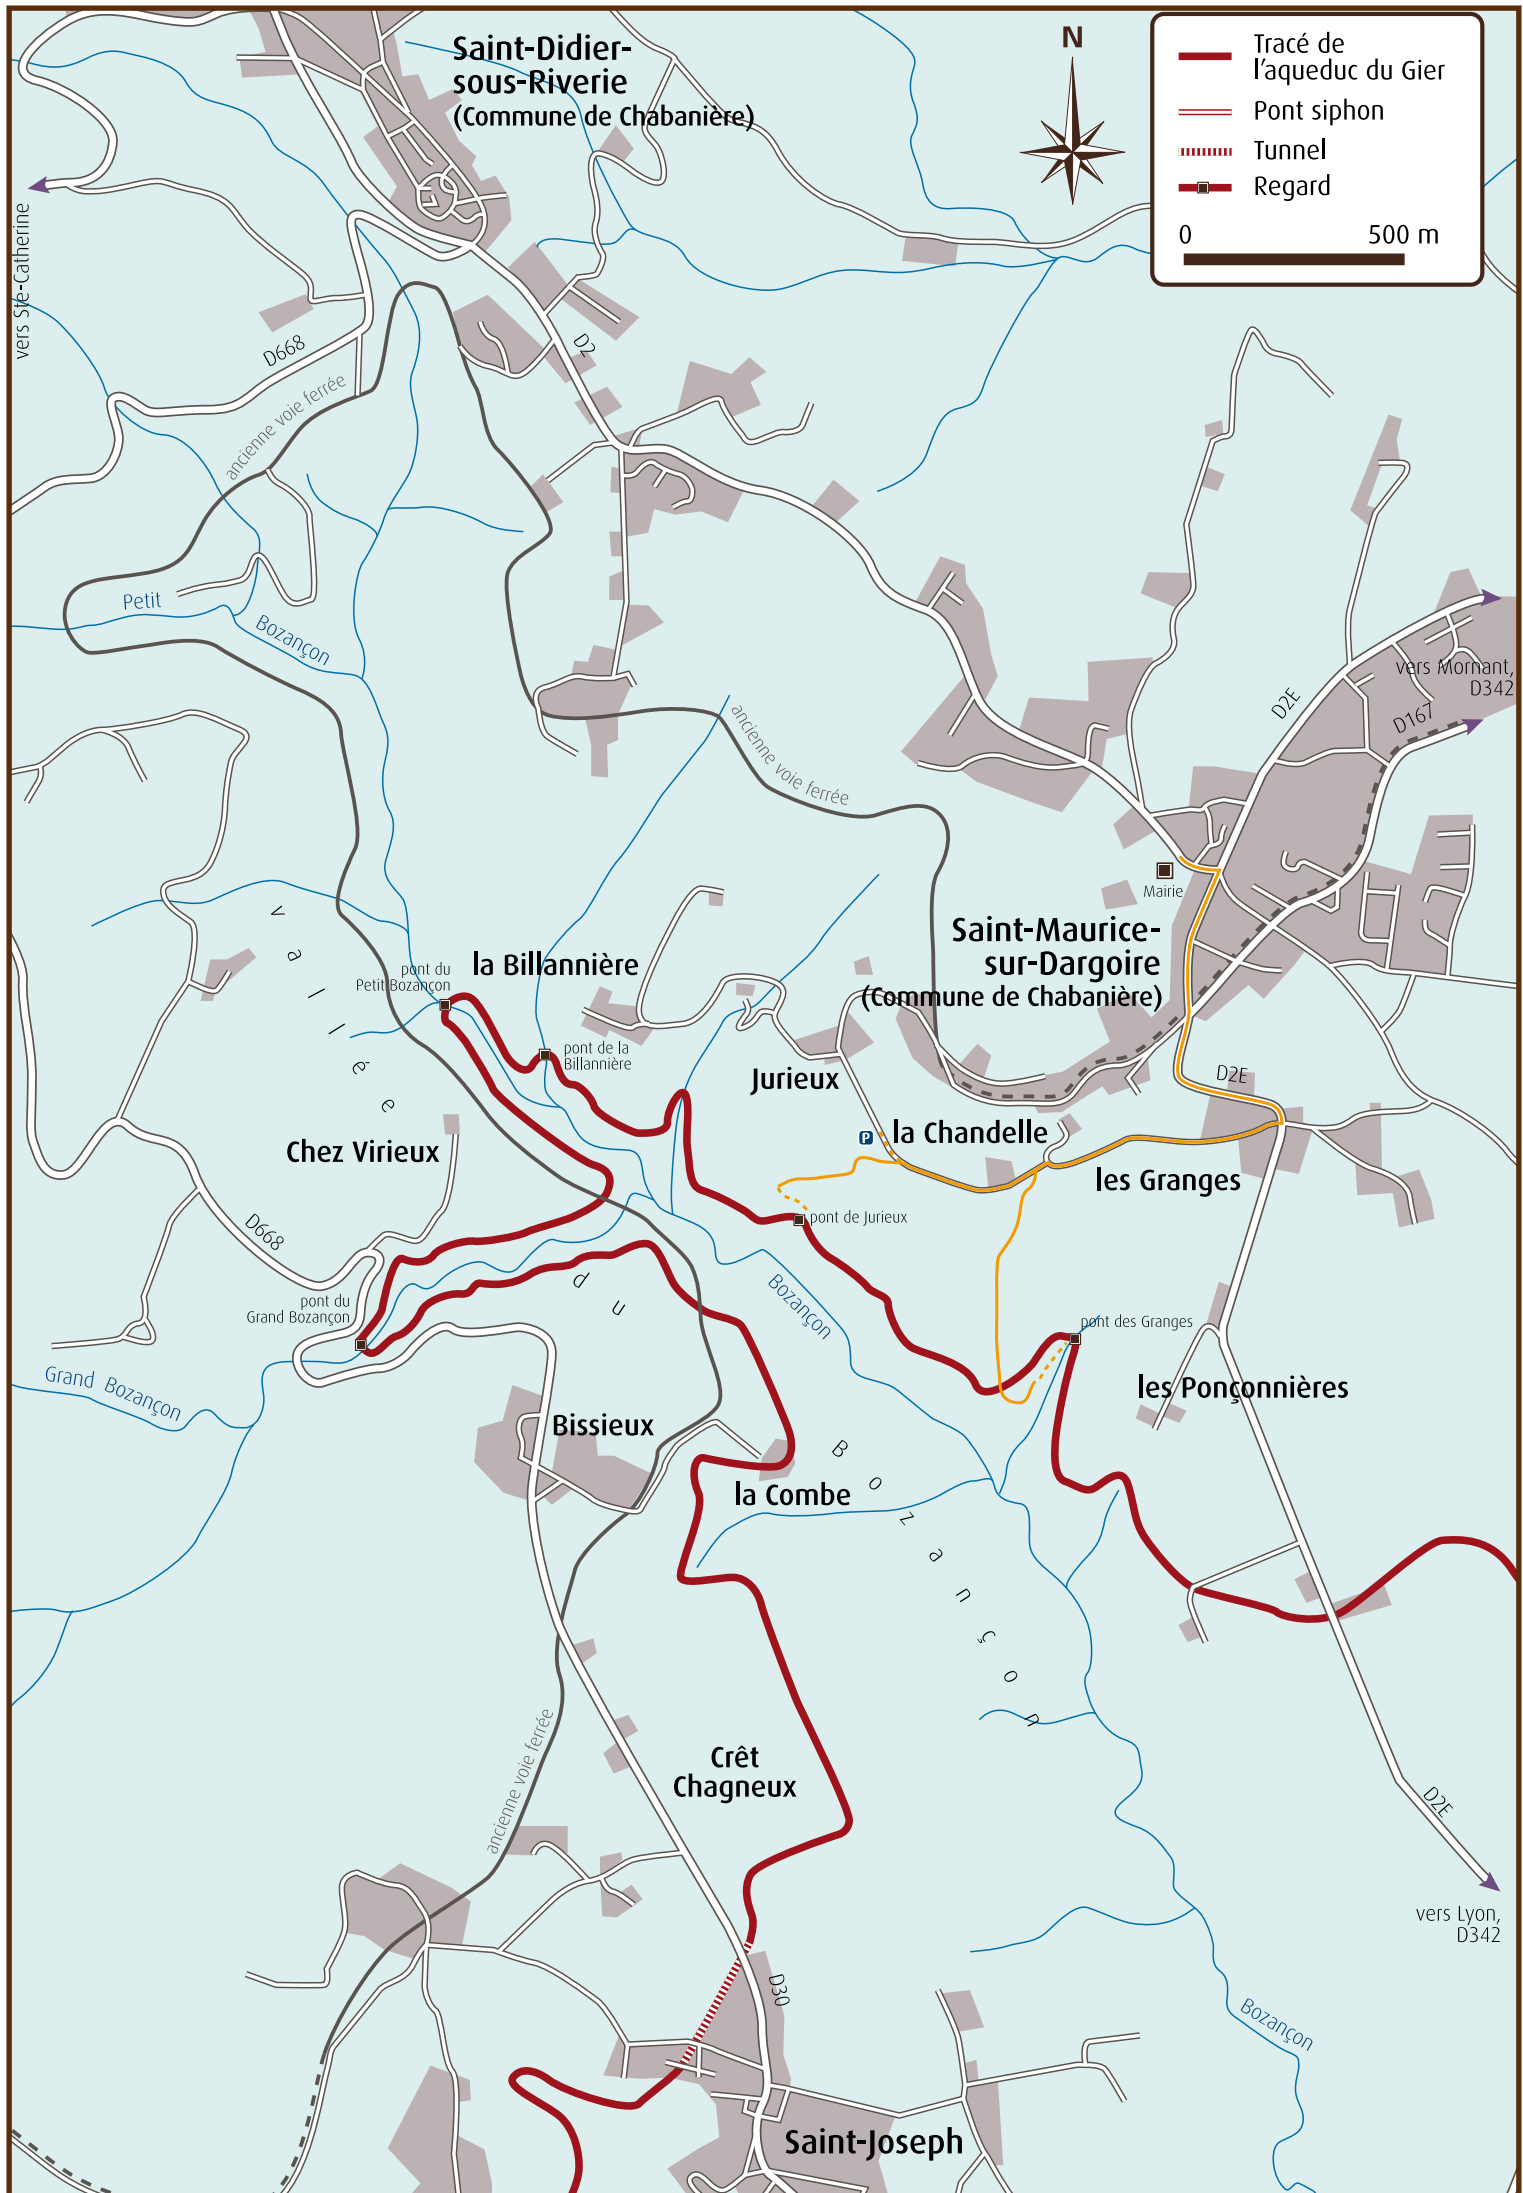 Saint-Didier-
sous-Riverie
(Commune de Chabanière)
N
Tracé de
l'aqueduc du Gier
Pont siphon
Tunnel
Regard
0 500 m
vers Ste-Catherine
D668
D2
ancienne voie ferrée
Petit
Bozançon
vers Mornant,
D342
D2E
D167
ancienne voie ferrée
Mairie
Saint-Maurice-
sur-Dargoire
(Commune de Chabanière)
vallée
pont du
Petit Bozançon
la Billannière
pont de la
Billannière
Jurieux
D2E
P
la Chandelle
Chez Virieux
les Granges
pont de Jurieux
D668
du
Bozançon
pont du
Grand Bozançon
pont des Granges
Grand Bozançon
les Ponçonnières
Bissieux
Bozançon
la Combe
Crêt
Chagneux
ancienne voie ferrée
D2E
vers Lyon,
D342
D30
Bozançon
Saint-Joseph